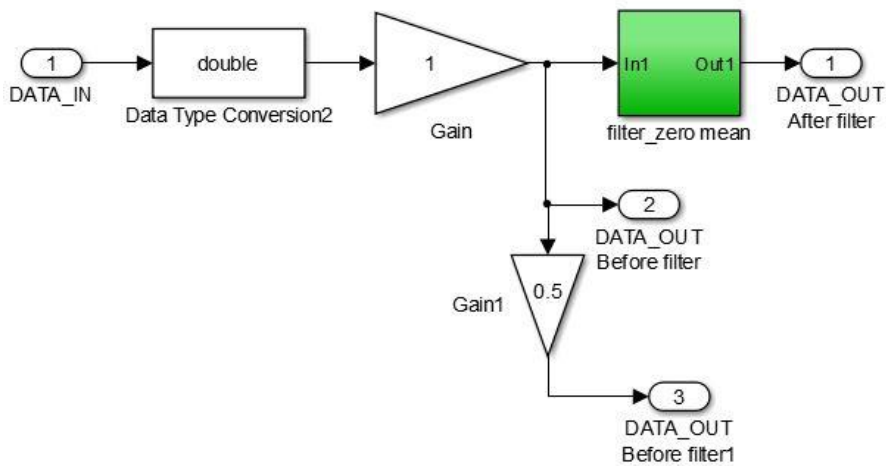 1
DATA_IN
double
Data Type Conversion2
1
Gain
In1
Out1
filter_zero mean
1
DATA_OUT
After filter
2
DATA_OUT
Before filter
0.5
Gain1
3
DATA_OUT
Before filter1